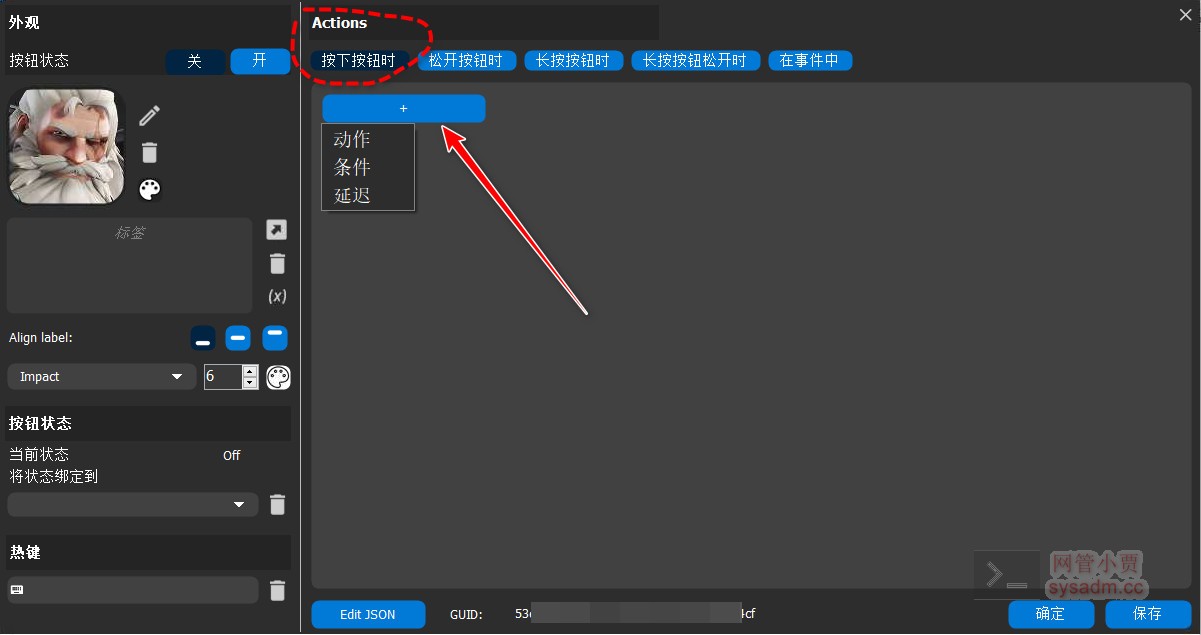 外观
按钮状态
关
开
标签
Align label:
Impact
6
按钮状态
当前状态
Off
将状态绑定到
热键
Actions
按下按钮时
松开按钮时
长按按钮时
长按按钮松开时
在事件中
+
动作
条件
延迟
Edit JSON
GUID:
确定
保存
网管小贾
sysadm.cc